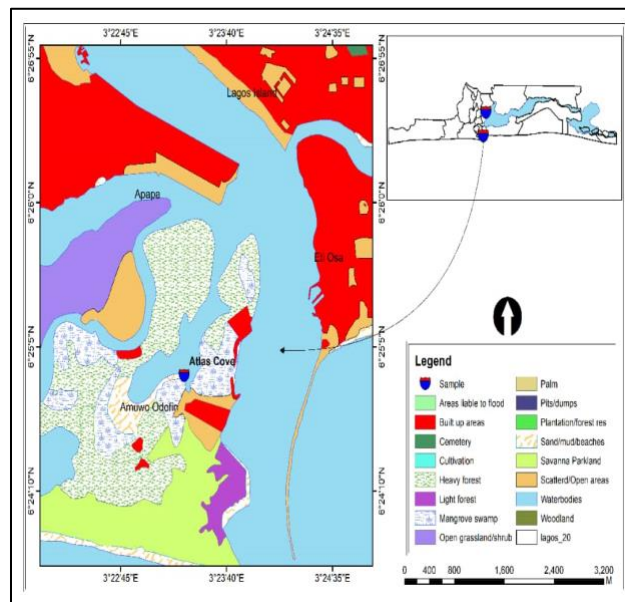 3°22'45"E 3°23'40"E 3°24'35"E
6°26'55"N
6°26'55"N
Lagos Island
6°26'0"N
6°26'0"N
Apapa
Eti Osa
6°25'5"N
6°25'5"N
Atlas Cove
Amuwo Odofin
6°24'10"N
6°24'10"N
3°22'45"E 3°23'40"E 3°24'35"E
Legend
Sample
Areas liable to flood
Built up areas
Cemetery
Cultivation
Heavy forest
Light forest
Mangrove swamp
Open grassland/shrub
Palm
Pits/dumps
Plantation/forest res
Sand/mud/beaches
Savanna Parkland
Scatterd/Open areas
Waterbodies
Woodland
lagos_20
0 400 800 1,600 2,400 3,200
M